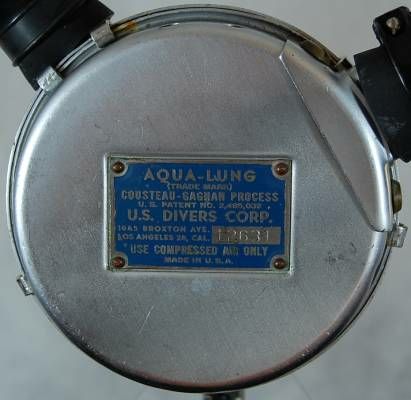 AQUA-LUNG
(TRADE MARK)
COUSTEAU-GAGNAN PROCESS
U.S. PATENT NO. 2,485,039
U.S. DIVERS CORP.
1045 BROXTON AVE.
LOS ANGELES 24, CAL. 12631
USE COMPRESSED AIR ONLY
MADE IN U.S.A.